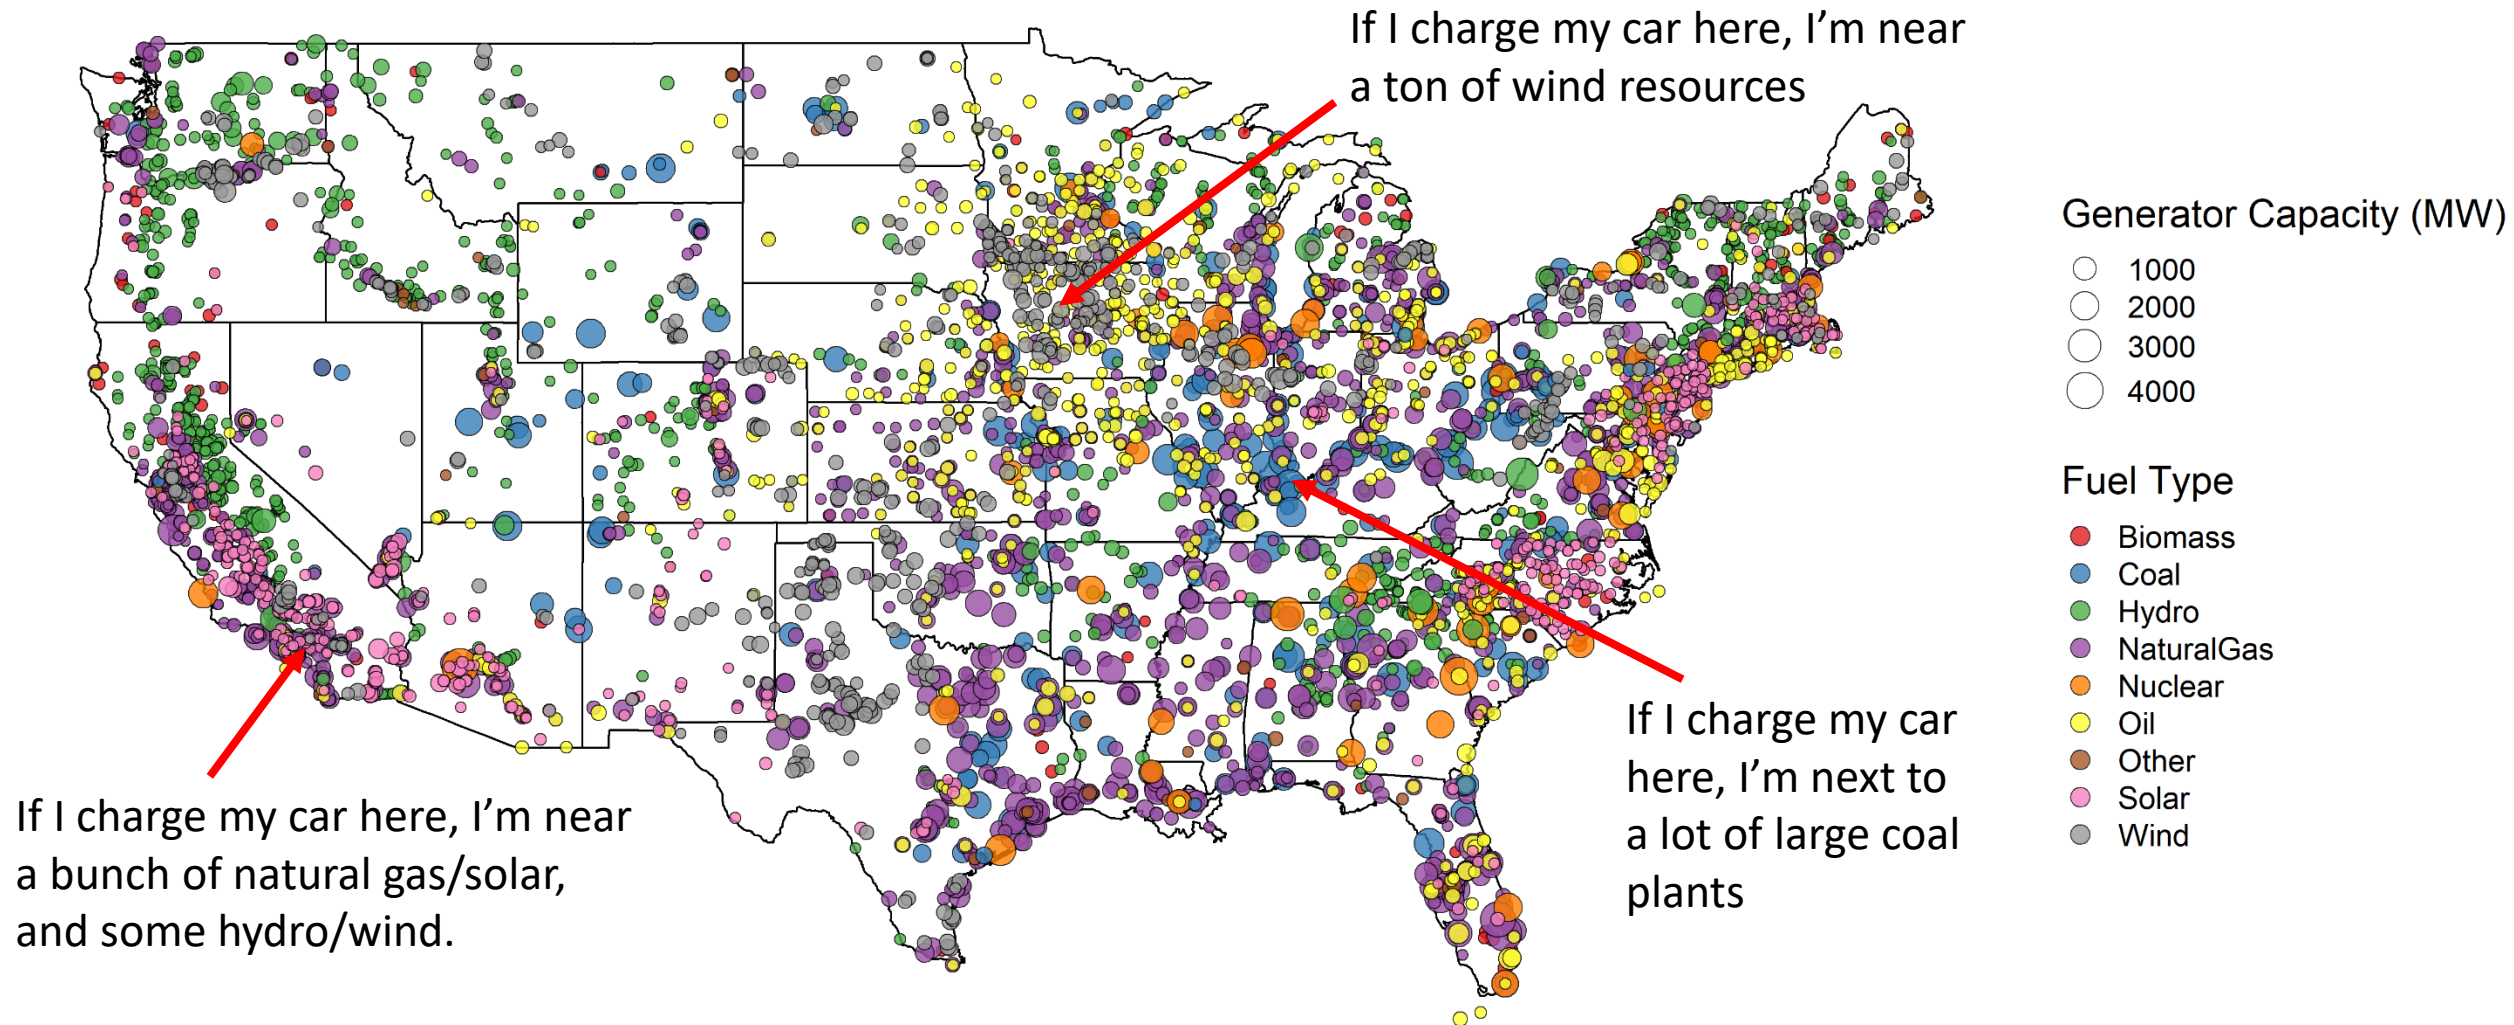 If I charge my car here, I’m near
a ton of wind resources
Generator Capacity (MW)
1000
2000
3000
4000
Fuel Type
Biomass
Coal
Hydro
NaturalGas
Nuclear
Oil
Other
Solar
Wind
If I charge my car
here, I’m next to
a lot of large coal
plants
If I charge my car here, I’m near
a bunch of natural gas/solar,
and some hydro/wind.